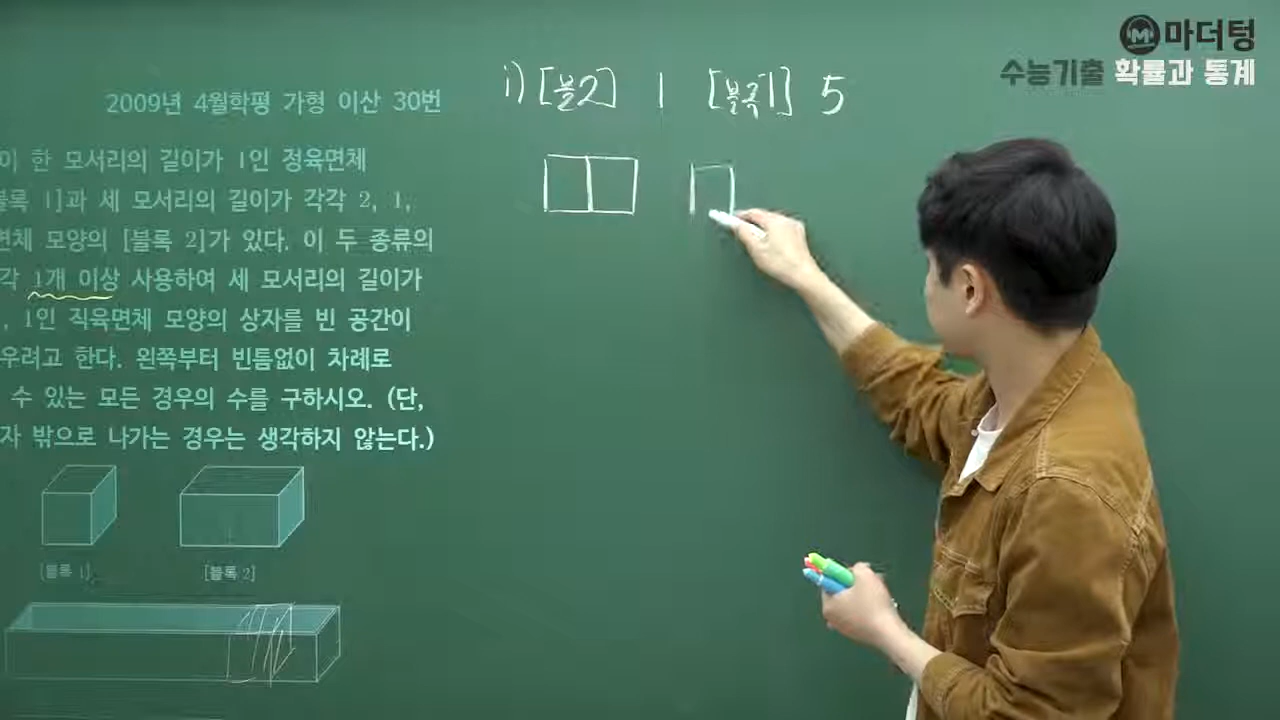 마더텅
수능기출 확률과 통계
i) [블2] 1 [블록1] 5
2009년 4월학평 가형 이산 30번
이 한 모서리의 길이가 1인 정육면체
블록 1]과 세 모서리의 길이가 각각 2, 1,
면체 모양의 [블록 2]가 있다. 이 두 종류의
각 1개 이상 사용하여 세 모서리의 길이가
, 1인 직육면체 모양의 상자를 빈 공간이
우려고 한다. 왼쪽부터 빈틈없이 차례로
수 있는 모든 경우의 수를 구하시오. (단,
자 밖으로 나가는 경우는 생각하지 않는다.)
[블록 1] [블록 2]